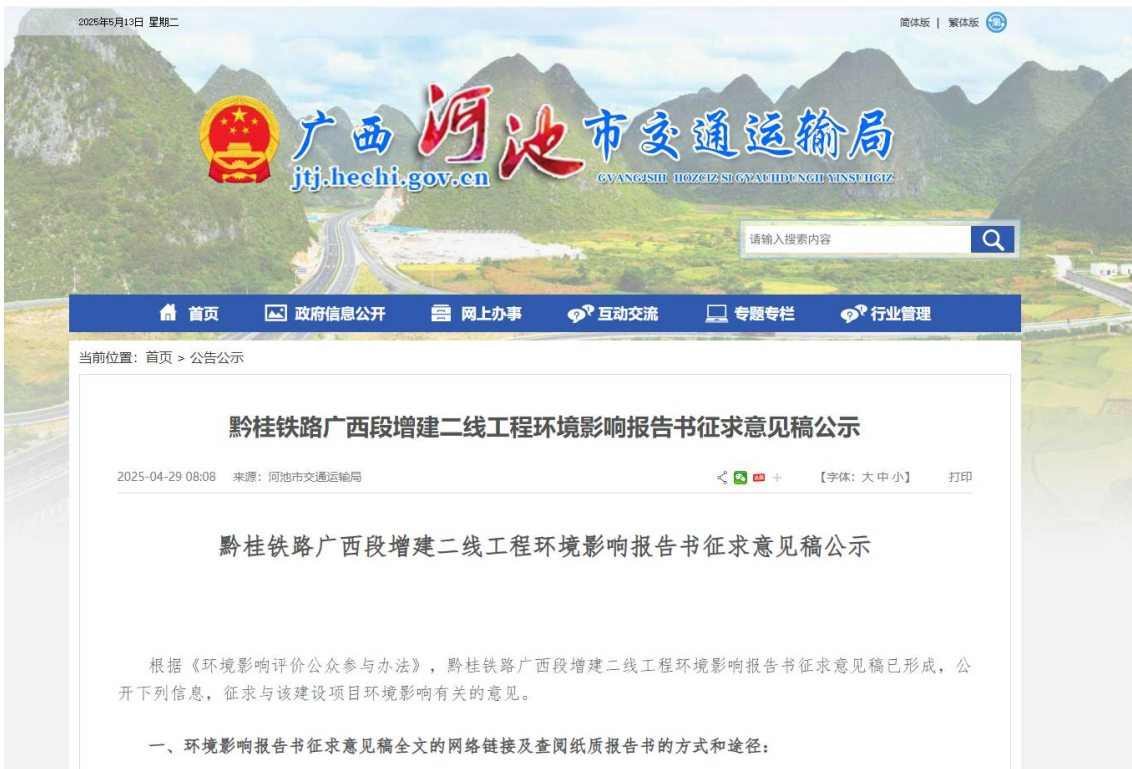 2025年5月13日 星期二
简体版 | 繁体版
广西河池市交通运输局
jtj.hechi.gov.cn
GVANGJSIH HOZCIZ SI GYAUHDUNGH YINSUHGIZ
请输入搜索内容
首页 政府信息公开 网上办事 互动交流 专题专栏 行业管理
当前位置：首页 > 公告公示
黔桂铁路广西段增建二线工程环境影响报告书征求意见稿公示
2025-04-29 08:08 来源：河池市交通运输局 【字体：大 中 小】 打印
黔桂铁路广西段增建二线工程环境影响报告书征求意见稿公示
根据《环境影响评价公众参与办法》，黔桂铁路广西段增建二线工程环境影响报告书征求意见稿已形成，公
开下列信息，征求与该建设项目环境影响有关的意见。
一、环境影响报告书征求意见稿全文的网络链接及查阅纸质报告书的方式和途径：